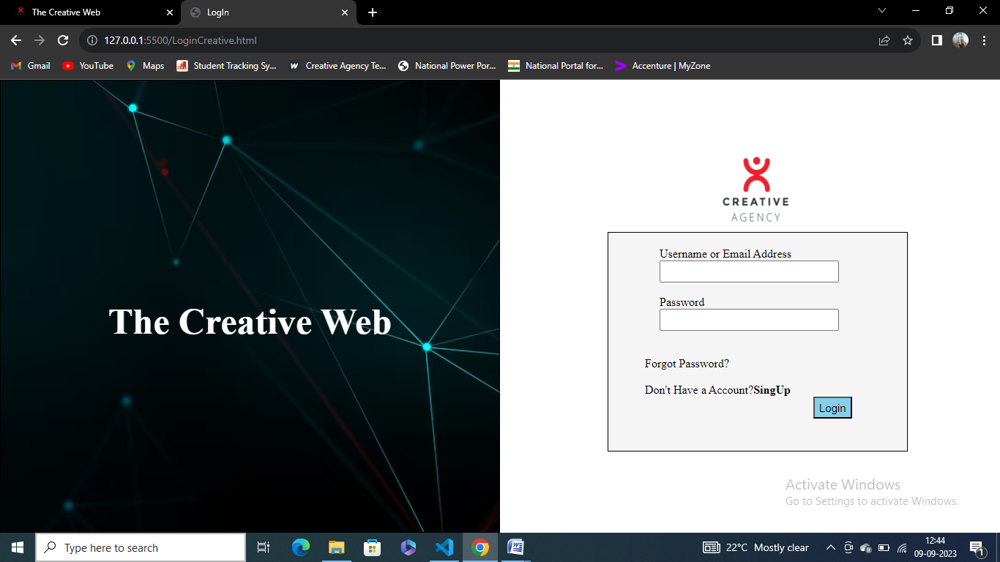 The Creative Web
LogIn
127.0.0.1:5500/LoginCreative.html
Gmail
YouTube
Maps
Student Tracking Sy...
Creative Agency Te...
National Power Por...
National Portal for...
Accenture | MyZone
The Creative Web
CREATIVE
AGENCY
Username or Email Address
Password
Forgot Password?
Don't Have a Account?SingUp
Login
Activate Windows
Go to Settings to activate Windows.
Type here to search
22°C Mostly clear
12:44
09-09-2023
1